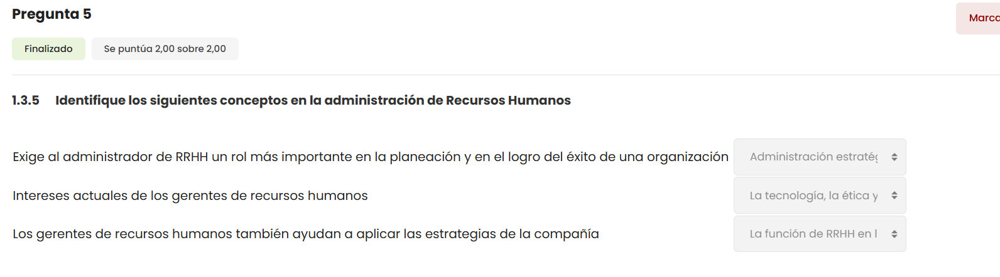 Pregunta 5
Marca
Finalizado
Se puntúa 2,00 sobre 2,00
1.3.5 Identifique los siguientes conceptos en la administración de Recursos Humanos
Exige al administrador de RRHH un rol más importante en la planeación y en el logro del éxito de una organización
Administración estratég
Intereses actuales de los gerentes de recursos humanos
La tecnología, la ética y
Los gerentes de recursos humanos también ayudan a aplicar las estrategias de la compañía
La función de RRHH en l